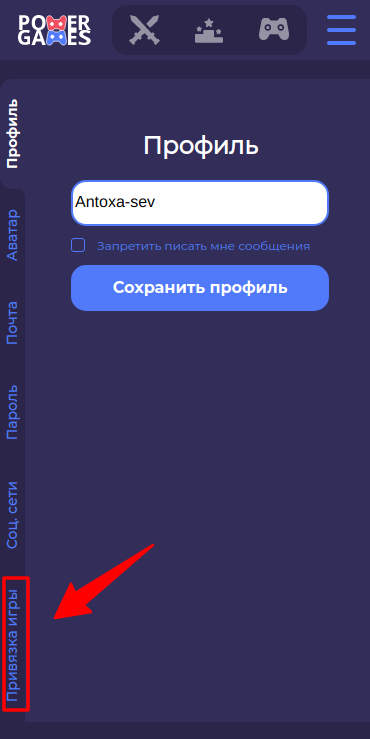 POWER
GAMES
Профиль
Аватар
Почта
Пароль
Соц. сети
Привязка игры
Профиль
Antoxa-sev
Запретить писать мне сообщения
Сохранить профиль